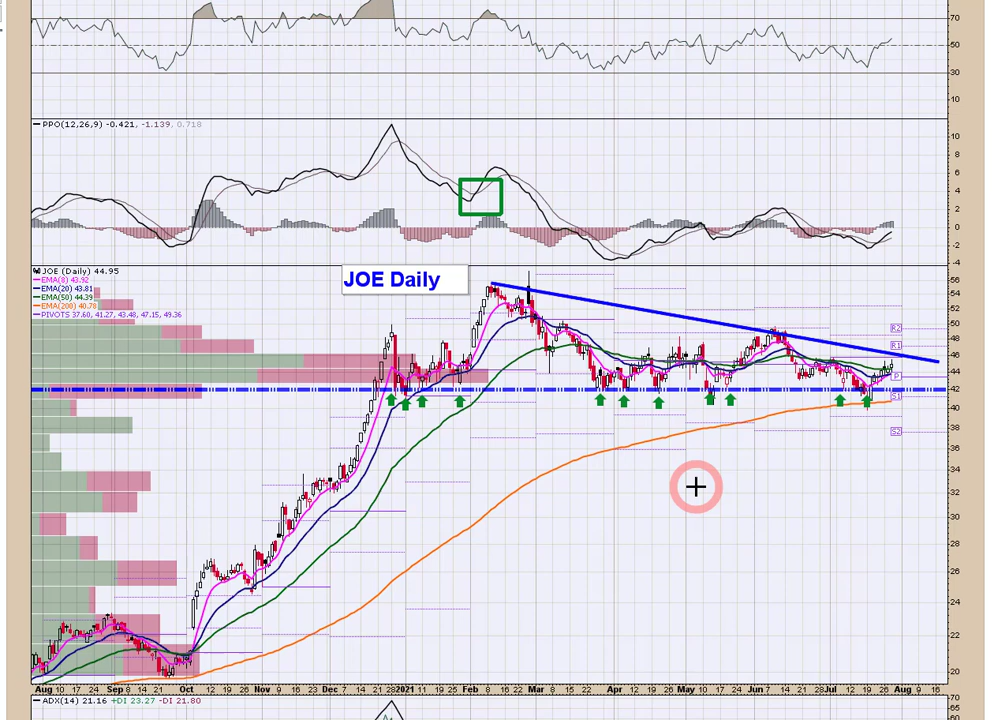 70
50
30
10
PPO(12,26,9) -0.421, -1.139, 0.718
10
8
6
4
2
0
-2
-4
JOE (Daily) 44.95
EMA(8) 43.92
EMA(20) 43.81
EMA(50) 44.39
EMA(200) 40.78
PIVOTS 37.60, 41.27, 43.48, 47.15, 49.36
JOE Daily
56
54
52
50
48
46
44
42
40
38
36
34
32
30
28
26
24
22
20
R2
R1
P
S1
S2
Aug 10 17 24 Sep 8 14 21 Oct 12 19 26 Nov 9 16 23 Dec 7 14 21 28 2021 11 19 25 Feb 8 16 22 Mar 8 15 22 Apr 12 19 26 May 10 17 24 Jun 7 14 21 28 Jul 12 19 26 Aug 9 16
ADX(14) 21.16 +DI 23.27 -DI 21.80
70
65